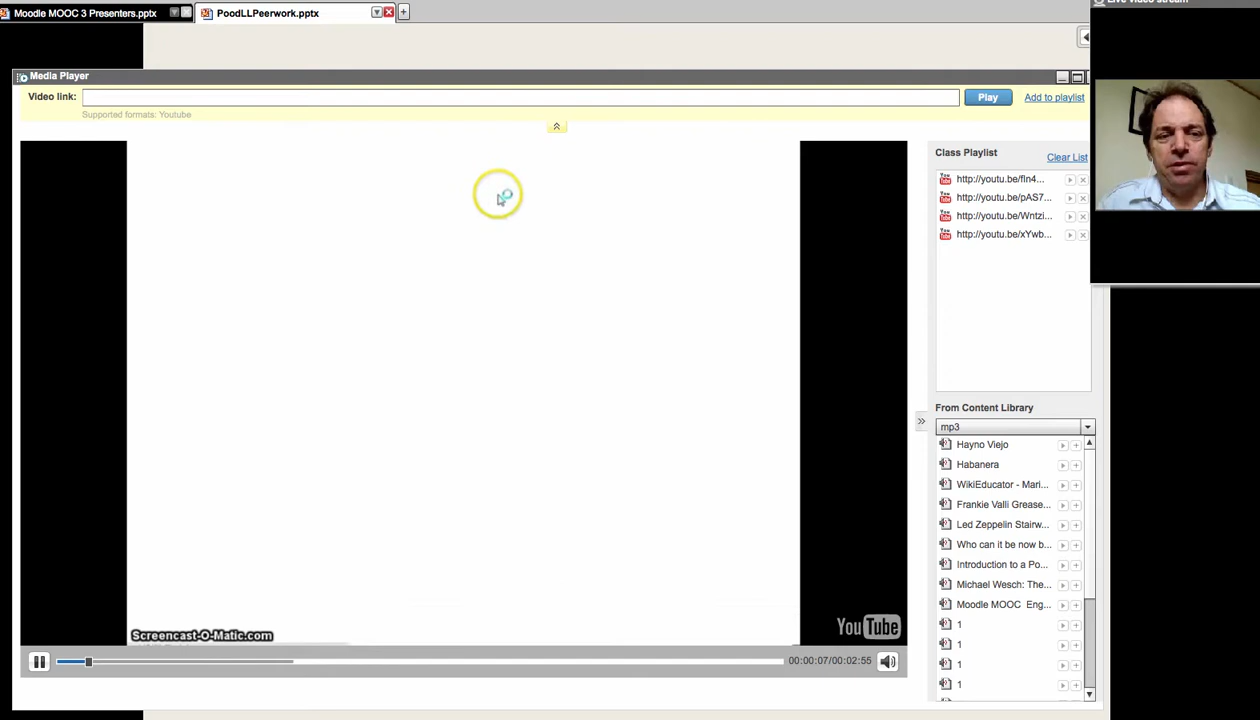 Moodle MOOC 3 Presenters.pptx
PoodLLPeerwork.pptx
Live video stream
Media Player
Video link:
Play
Add to playlist
Supported formats: Youtube
Class Playlist
Clear List
http://youtu.be/fln4...
http://youtu.be/pAS7...
http://youtu.be/Wntzi...
http://youtu.be/xYwb...
From Content Library
mp3
Hayno Viejo
Habanera
WikiEducator - Mari...
Frankie Valli Grease...
Led Zeppelin Stairw...
Who can it be now b...
Introduction to a Po...
Michael Wesch: The...
Moodle MOOC Eng...
1
1
1
1
Screencast-O-Matic.com
YouTube
00:00:07/00:02:55